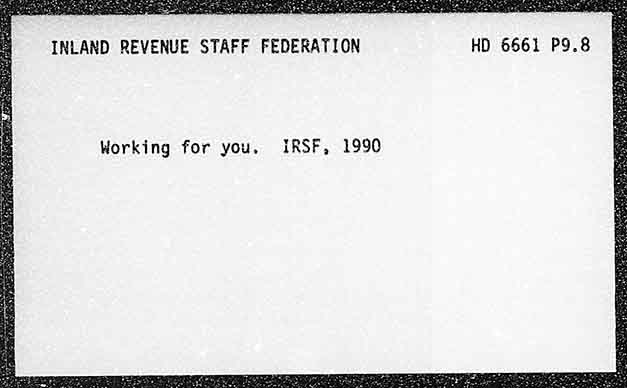 INLAND REVENUE STAFF FEDERATION HD 6661 P9.8
Working for you. IRSF, 1990